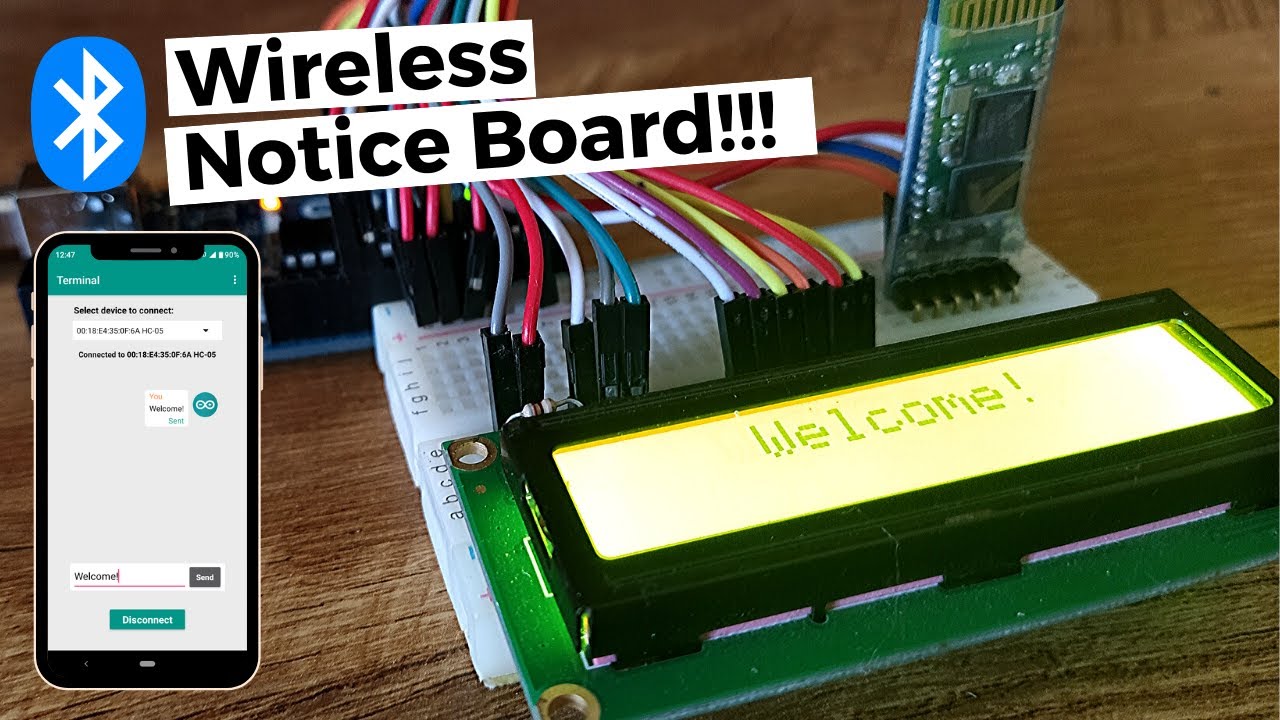 Wireless
Notice Board!!!
12:47
90%
Terminal
Select device to connect:
00:18:E4:35:0F:6A HC-05
Connected to 00:18:E4:35:0F:6A HC-05
You
Welcome!
Sent
Welcome!
Send
Disconnect
Welcome!
f g h i j
a b c d e